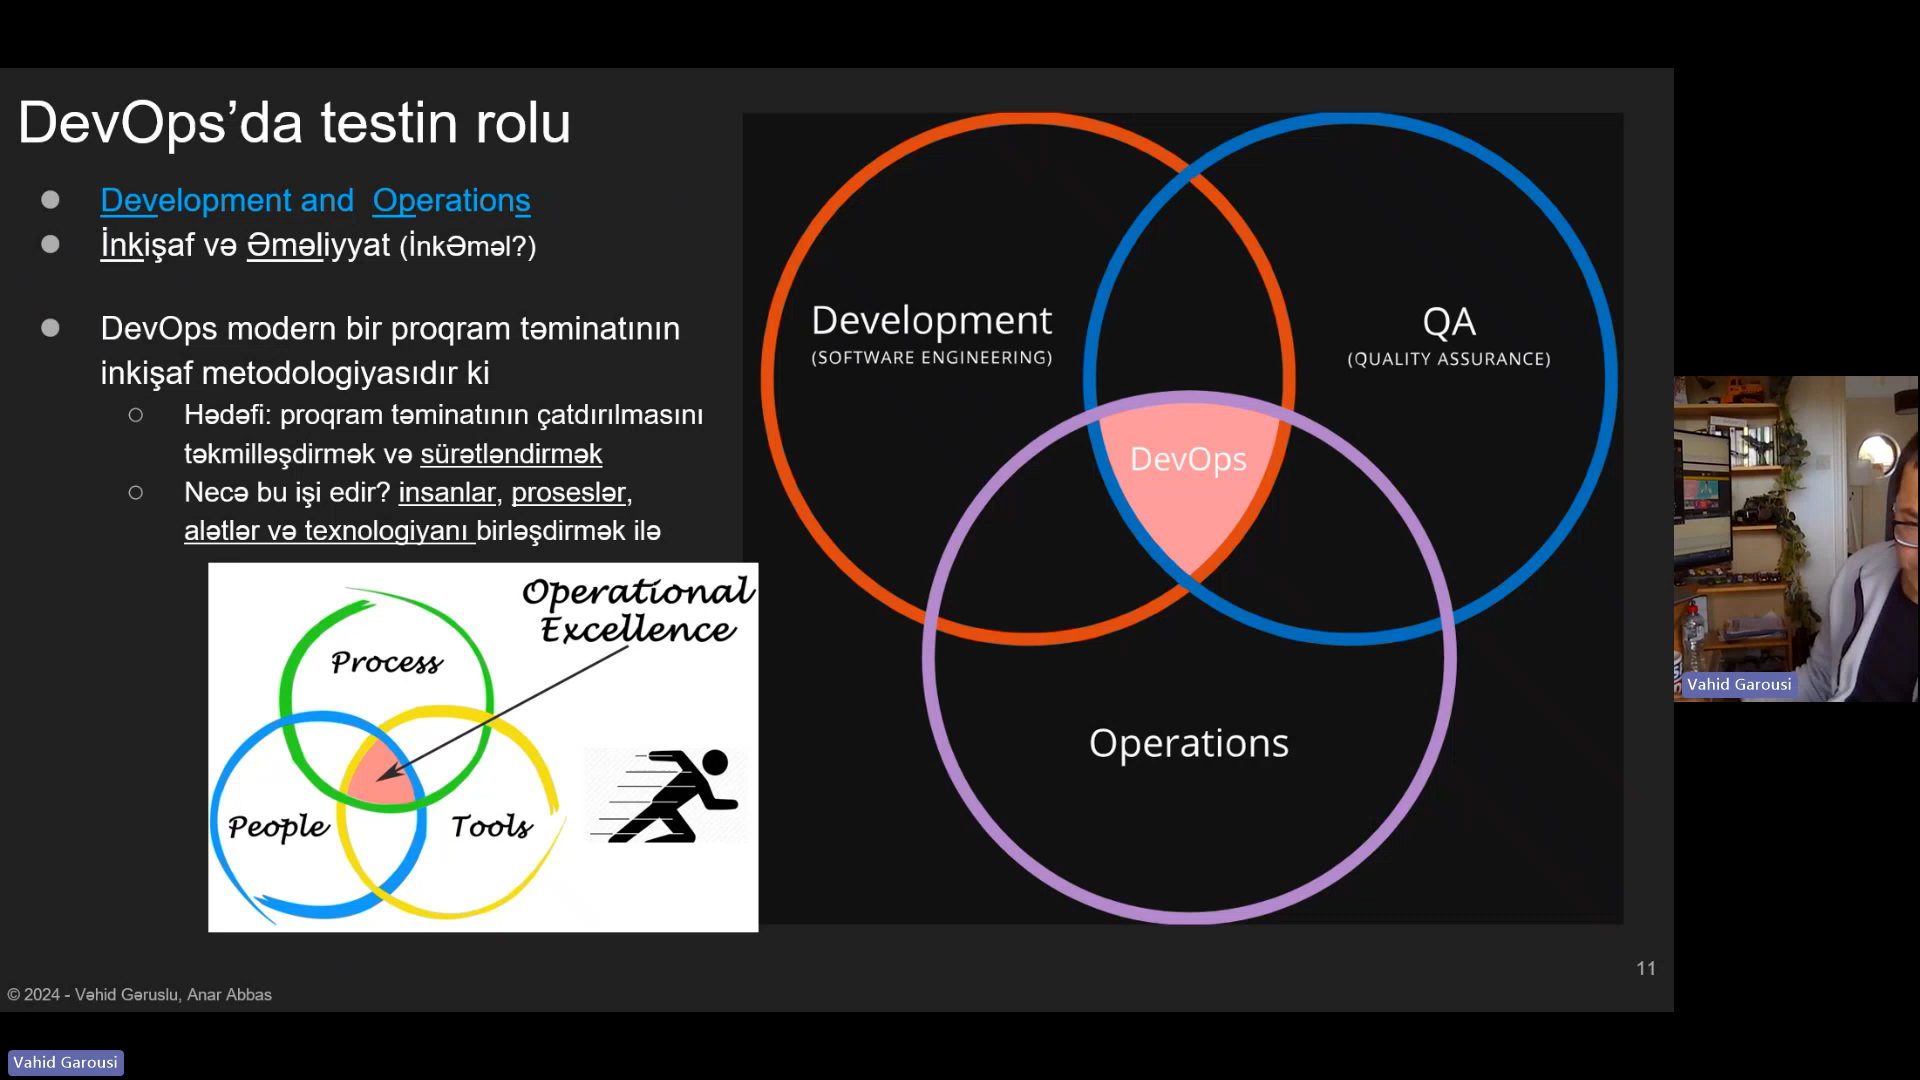 DevOps’da testin rolu
Development and Operations
İnkişaf və Əməliyyat (İnkƏməl?)
DevOps modern bir proqram təminatının
inkişaf metodologiyasıdır ki
Hədəfi: proqram təminatının çatdırılmasını
təkmilləşdirmək və sürətləndirmək
Necə bu işi edir? insanlar, proseslər,
alətlər və texnologiyanı birləşdirmək ilə
Operational
Excellence
Process
People
Tools
Development
(SOFTWARE ENGINEERING)
QA
(QUALITY ASSURANCE)
DevOps
Operations
11
© 2024 - Vəhid Gəruslu, Anar Abbas
Vahid Garousi
Vahid Garousi